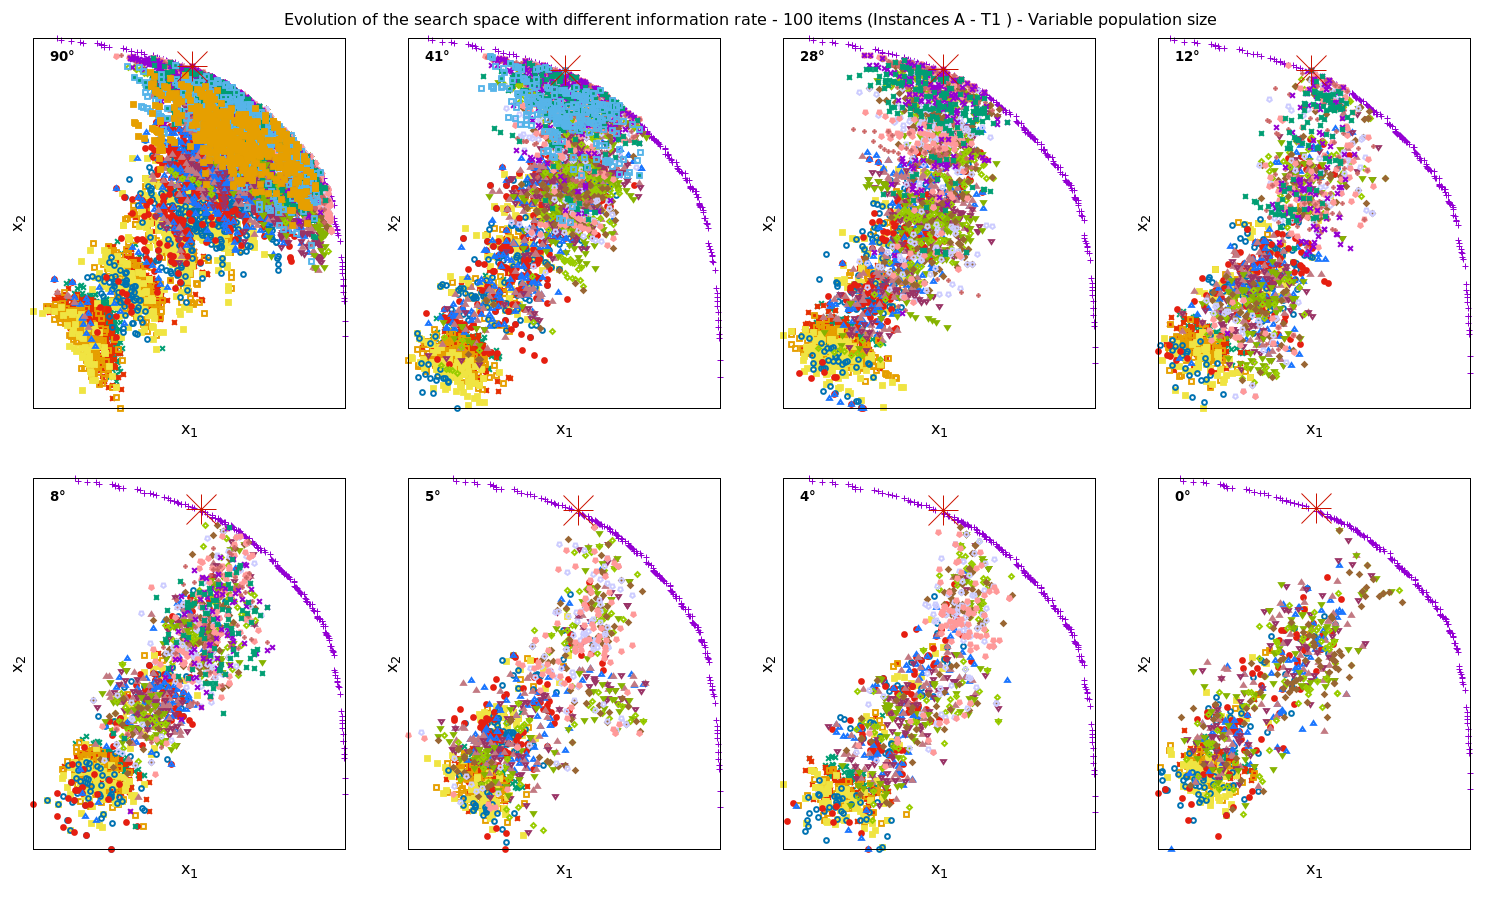 Evolution of the search space with different information rate - 100 items (Instances A - T1 ) - Variable population size
90°
41°
28°
12°
x₂
x₂
x₂
x₂
x₁
x₁
x₁
x₁
8°
5°
4°
0°
x₂
x₂
x₂
x₂
x₁
x₁
x₁
x₁